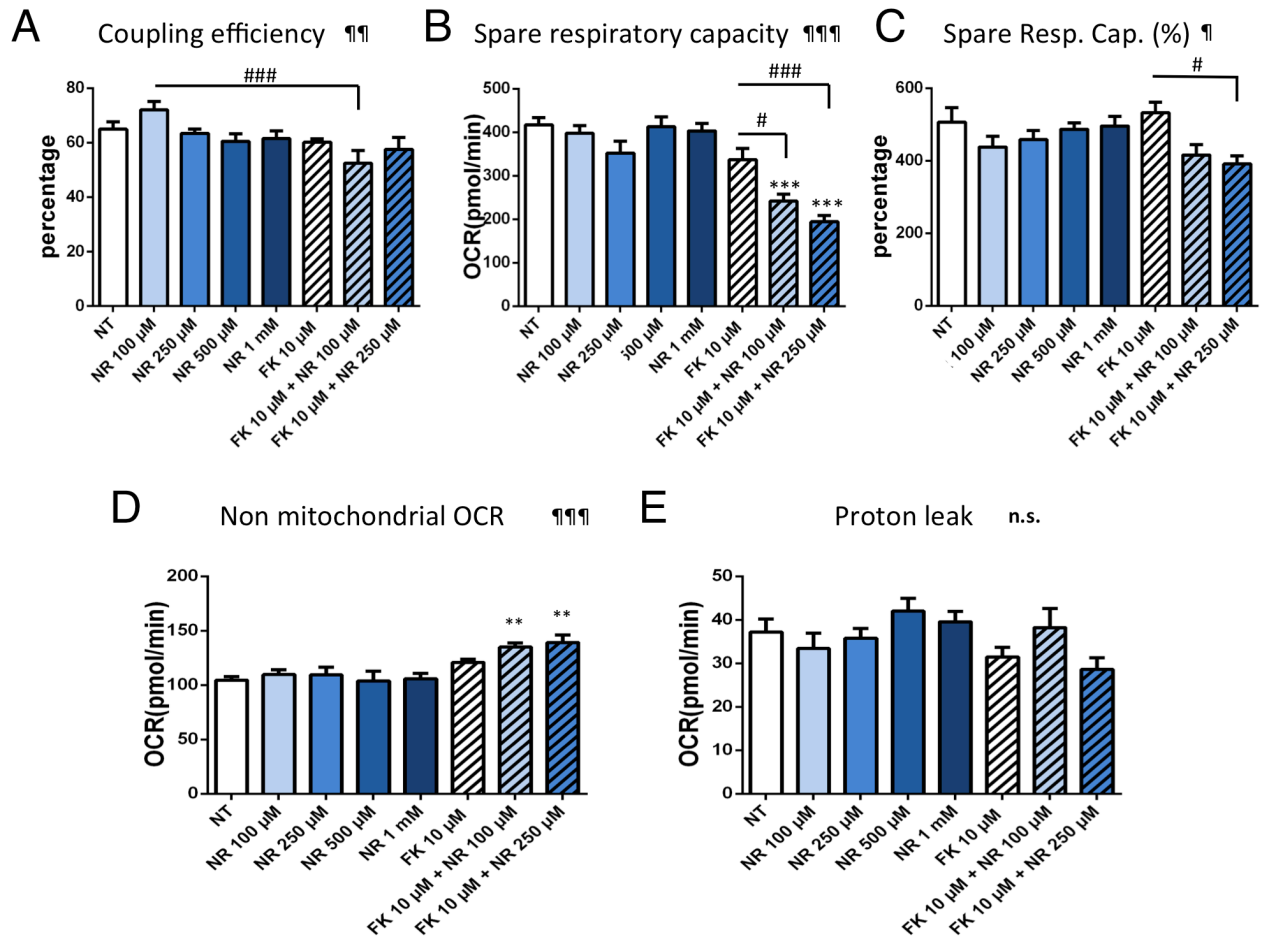 A Coupling efficiency ¶¶
###
percentage
80
60
40
20
0
NT
NR 100 µM
NR 250 µM
NR 500 µM
NR 1 mM
FK 10 µM
FK 10 µM + NR 100 µM
FK 10 µM + NR 250 µM
B Spare respiratory capacity ¶¶¶
###
#
***
***
OCR(pmol/min)
500
400
300
200
100
0
NT
NR 100 µM
NR 250 µM
500 µM
NR 1 mM
FK 10 µM
FK 10 µM + NR 100 µM
FK 10 µM + NR 250 µM
C Spare Resp. Cap. (%) ¶
#
percentage
600
400
200
0
NT
100 µM
NR 250 µM
NR 500 µM
NR 1 mM
FK 10 µM
FK 10 µM + NR 100 µM
FK 10 µM + NR 250 µM
D Non mitochondrial OCR ¶¶¶
**
**
OCR(pmol/min)
200
150
100
50
0
NT
NR 100 µM
NR 250 µM
NR 500 µM
NR 1 mM
FK 10 µM
FK 10 µM + NR 100 µM
FK 10 µM + NR 250 µM
E Proton leak n.s.
OCR(pmol/min)
50
40
30
20
10
0
NT
NR 100 µM
NR 250 µM
NR 500 µM
NR 1 mM
FK 10 µM
FK 10 µM + NR 100 µM
FK 10 µM + NR 250 µM